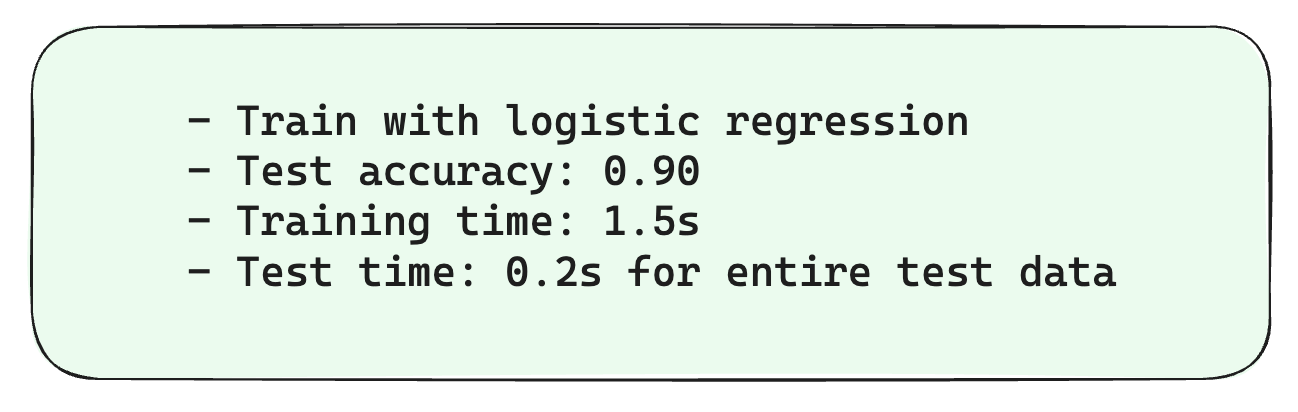 - Train with logistic regression
- Test accuracy: 0.90
- Training time: 1.5s
- Test time: 0.2s for entire test data